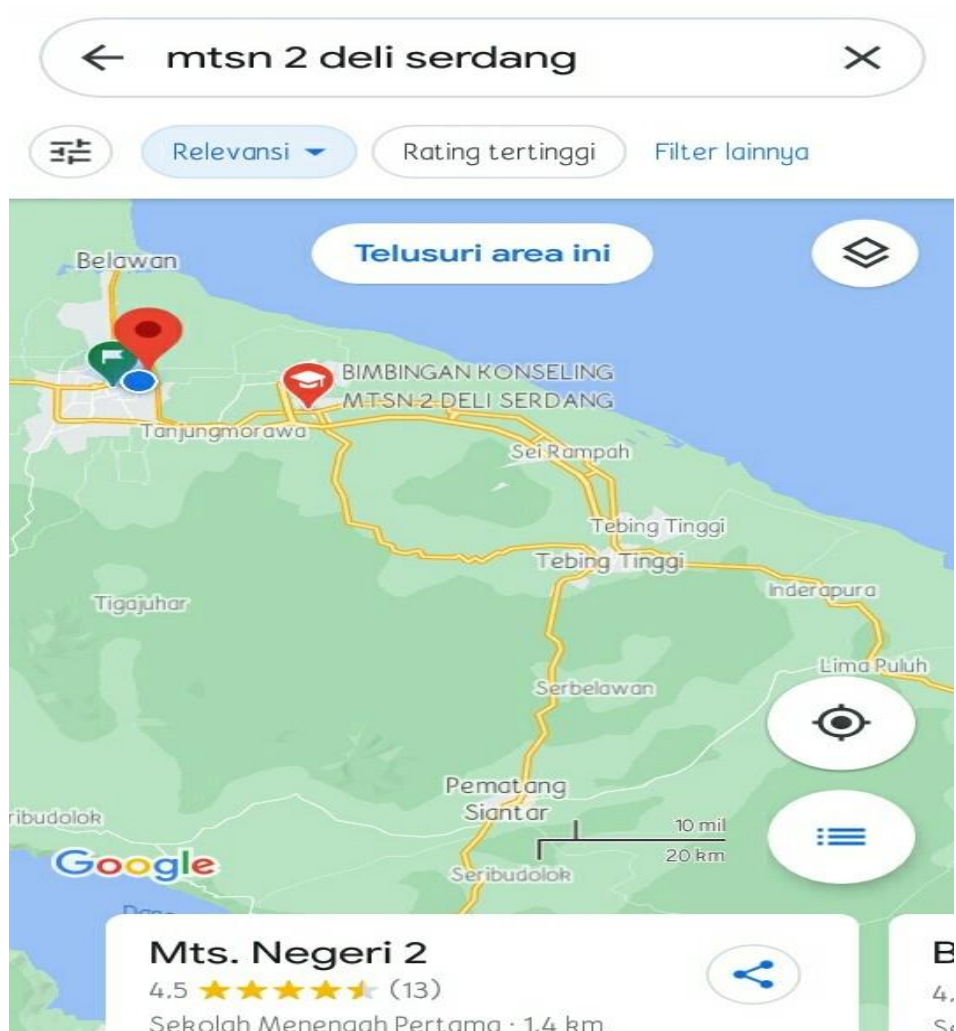 mtsn 2 deli serdang
Relevansi
Rating tertinggi
Filter lainnya
Telusuri area ini
Belawan
BIMBINGAN KONSELING
MTSN 2 DELI SERDANG
Tanjungmorawa
Sei Rampah
Tebing Tinggi
Tebing Tinggi
Inderapura
Tigajuhar
Lima Puluh
Serbelawan
Pematang
Siantar
ribudolok
10 mil
20 km
Google
Seribudolok
Mts. Negeri 2
4,5 (13)
Sekolah Menengah Pertama · 1,4 km
B
4,